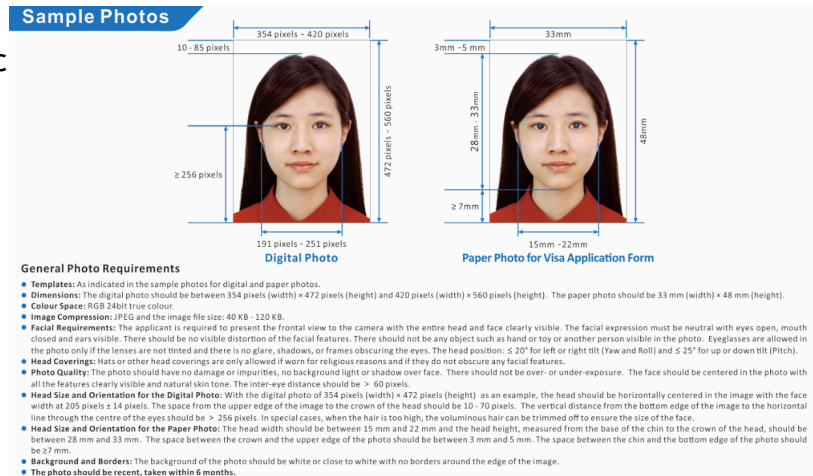 Sample Photos
354 pixels - 420 pixels
10 - 85 pixels
472 pixels - 560 pixels
≥ 256 pixels
191 pixels - 251 pixels
Digital Photo
33mm
3mm -5 mm
28mm - 33mm
48mm
≥ 7mm
15mm -22mm
Paper Photo for Visa Application Form
C
General Photo Requirements
Templates: As indicated in the sample photos for digital and paper photos.
Dimensions: The digital photo should be between 354 pixels (width) × 472 pixels (height) and 420 pixels (width) × 560 pixels (height). The paper photo should be 33 mm (width) × 48 mm (height).
Colour Space: RGB 24bit true colour.
Image Compression: JPEG and the image file size: 40 KB - 120 KB.
Facial Requirements: The applicant is required to present the frontal view to the camera with the entire head and face clearly visible. The facial expression must be neutral with eyes open, mouth
closed and ears visible. There should be no visible distortion of the facial features. There should not be any object such as hand or toy or another person visible in the photo. Eyeglasses are allowed in
the photo only if the lenses are not tinted and there is no glare, shadows, or frames obscuring the eyes. The head position: ≤ 20° for left or right tilt (Yaw and Roll) and ≤ 25° for up or down tilt (Pitch).
Head Coverings: Hats or other head coverings are only allowed if worn for religious reasons and if they do not obscure any facial features.
Photo Quality: The photo should have no damage or impurities, no background light or shadow over face. There should not be over- or under-exposure. The face should be centered in the photo with
all the features clearly visible and natural skin tone. The inter-eye distance should be > 60 pixels.
Head Size and Orientation for the Digital Photo: With the digital photo of 354 pixels (width) × 472 pixels (height) as an example, the head should be horizontally centered in the image with the face
width at 205 pixels ± 14 pixels. The space from the upper edge of the image to the crown of the head should be 10 - 70 pixels. The vertical distance from the bottom edge of the image to the horizontal
line through the centre of the eyes should be > 256 pixels. In special cases, when the hair is too high, the voluminous hair can be trimmed off to ensure the size of the face.
Head Size and Orientation for the Paper Photo: The head width should be between 15 mm and 22 mm and the head height, measured from the base of the chin to the crown of the head, should be
between 28 mm and 33 mm. The space between the crown and the upper edge of the photo should be between 3 mm and 5 mm. The space between the chin and the bottom edge of the photo should
be ≥7 mm.
Background and Borders: The background of the photo should be white or close to white with no borders around the edge of the image.
The photo should be recent, taken within 6 months.